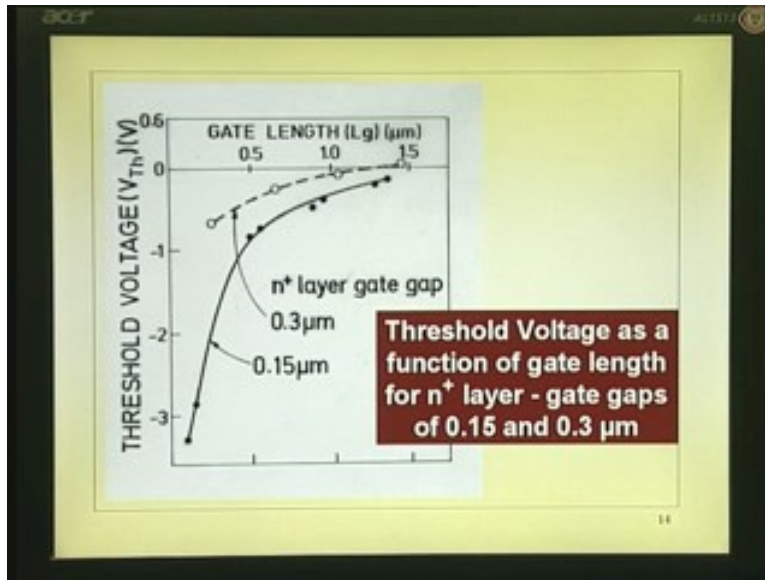 acer
AL1513
0.6
GATE LENGTH (Lg) (µm)
0.5 1.0 1.5
0
-1
-2
-3
THRESHOLD VOLTAGE (V_Th) (V)
n⁺ layer gate gap
0.3µm
0.15µm
Threshold Voltage as a
function of gate length
for n⁺ layer - gate gaps
of 0.15 and 0.3 µm
14